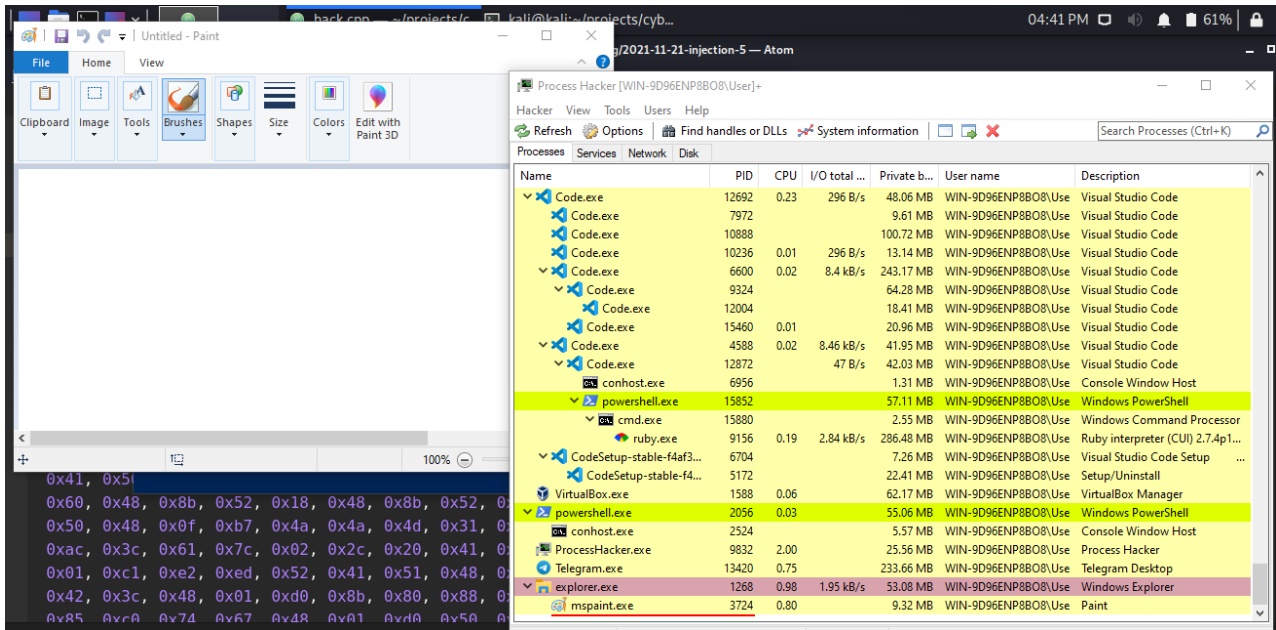 hack.cpp — ~/projects/c...
kali@kali:~/projects/cyb...
04:41 PM
61%
Untitled - Paint
g/2021-11-21-injection-5 — Atom
File Home View
Clipboard Image Tools Brushes Shapes Size Colors Edit with
Paint 3D
100%
Process Hacker [WIN-9D96ENP8BO8\User]+
Hacker View Tools Users Help
Refresh Options Find handles or DLLs System information Search Processes (Ctrl+K)
Processes Services Network Disk
Name PID CPU I/O total ... Private b... User name Description
Code.exe 12692 0.23 296 B/s 48.06 MB WIN-9D96ENP8BO8\Use Visual Studio Code
Code.exe 7972 9.61 MB WIN-9D96ENP8BO8\Use Visual Studio Code
Code.exe 10888 100.72 MB WIN-9D96ENP8BO8\Use Visual Studio Code
Code.exe 10236 0.01 296 B/s 13.14 MB WIN-9D96ENP8BO8\Use Visual Studio Code
Code.exe 6600 0.02 8.4 kB/s 243.17 MB WIN-9D96ENP8BO8\Use Visual Studio Code
Code.exe 9324 64.28 MB WIN-9D96ENP8BO8\Use Visual Studio Code
Code.exe 12004 18.41 MB WIN-9D96ENP8BO8\Use Visual Studio Code
Code.exe 15460 0.01 20.96 MB WIN-9D96ENP8BO8\Use Visual Studio Code
Code.exe 4588 0.02 8.46 kB/s 41.95 MB WIN-9D96ENP8BO8\Use Visual Studio Code
Code.exe 12872 47 B/s 42.03 MB WIN-9D96ENP8BO8\Use Visual Studio Code
conhost.exe 6956 1.31 MB WIN-9D96ENP8BO8\Use Console Window Host
powershell.exe 15852 57.11 MB WIN-9D96ENP8BO8\Use Windows PowerShell
cmd.exe 15880 2.55 MB WIN-9D96ENP8BO8\Use Windows Command Processor
ruby.exe 9156 0.19 2.84 kB/s 286.48 MB WIN-9D96ENP8BO8\Use Ruby interpreter (CUI) 2.7.4p1...
CodeSetup-stable-f4af3... 6704 7.26 MB WIN-9D96ENP8BO8\Use Visual Studio Code Setup ...
CodeSetup-stable-f4... 5172 22.41 MB WIN-9D96ENP8BO8\Use Setup/Uninstall
VirtualBox.exe 1588 0.06 62.17 MB WIN-9D96ENP8BO8\Use VirtualBox Manager
powershell.exe 2056 0.03 55.06 MB WIN-9D96ENP8BO8\Use Windows PowerShell
conhost.exe 2524 5.57 MB WIN-9D96ENP8BO8\Use Console Window Host
ProcessHacker.exe 9832 2.00 25.56 MB WIN-9D96ENP8BO8\Use Process Hacker
Telegram.exe 13420 0.75 233.66 MB WIN-9D96ENP8BO8\Use Telegram Desktop
explorer.exe 1268 0.98 1.95 kB/s 53.08 MB WIN-9D96ENP8BO8\Use Windows Explorer
mspaint.exe 3724 0.80 9.32 MB WIN-9D96ENP8BO8\Use Paint
0x41,
0x60, 0x48, 0x8b, 0x52, 0x18, 0x48, 0x8b, 0x52,
0x50, 0x48, 0x0f, 0xb7, 0x4a, 0x4a, 0x4d, 0x31,
0xac, 0x3c, 0x61, 0x7c, 0x02, 0x2c, 0x20, 0x41,
0x01, 0xc1, 0xe2, 0xed, 0x52, 0x41, 0x51, 0x48,
0x42, 0x3c, 0x48, 0x01, 0xd0, 0x8b, 0x80, 0x88,
0x85, 0xc0, 0x74, 0x67, 0x48, 0x01, 0xd0, 0x50,